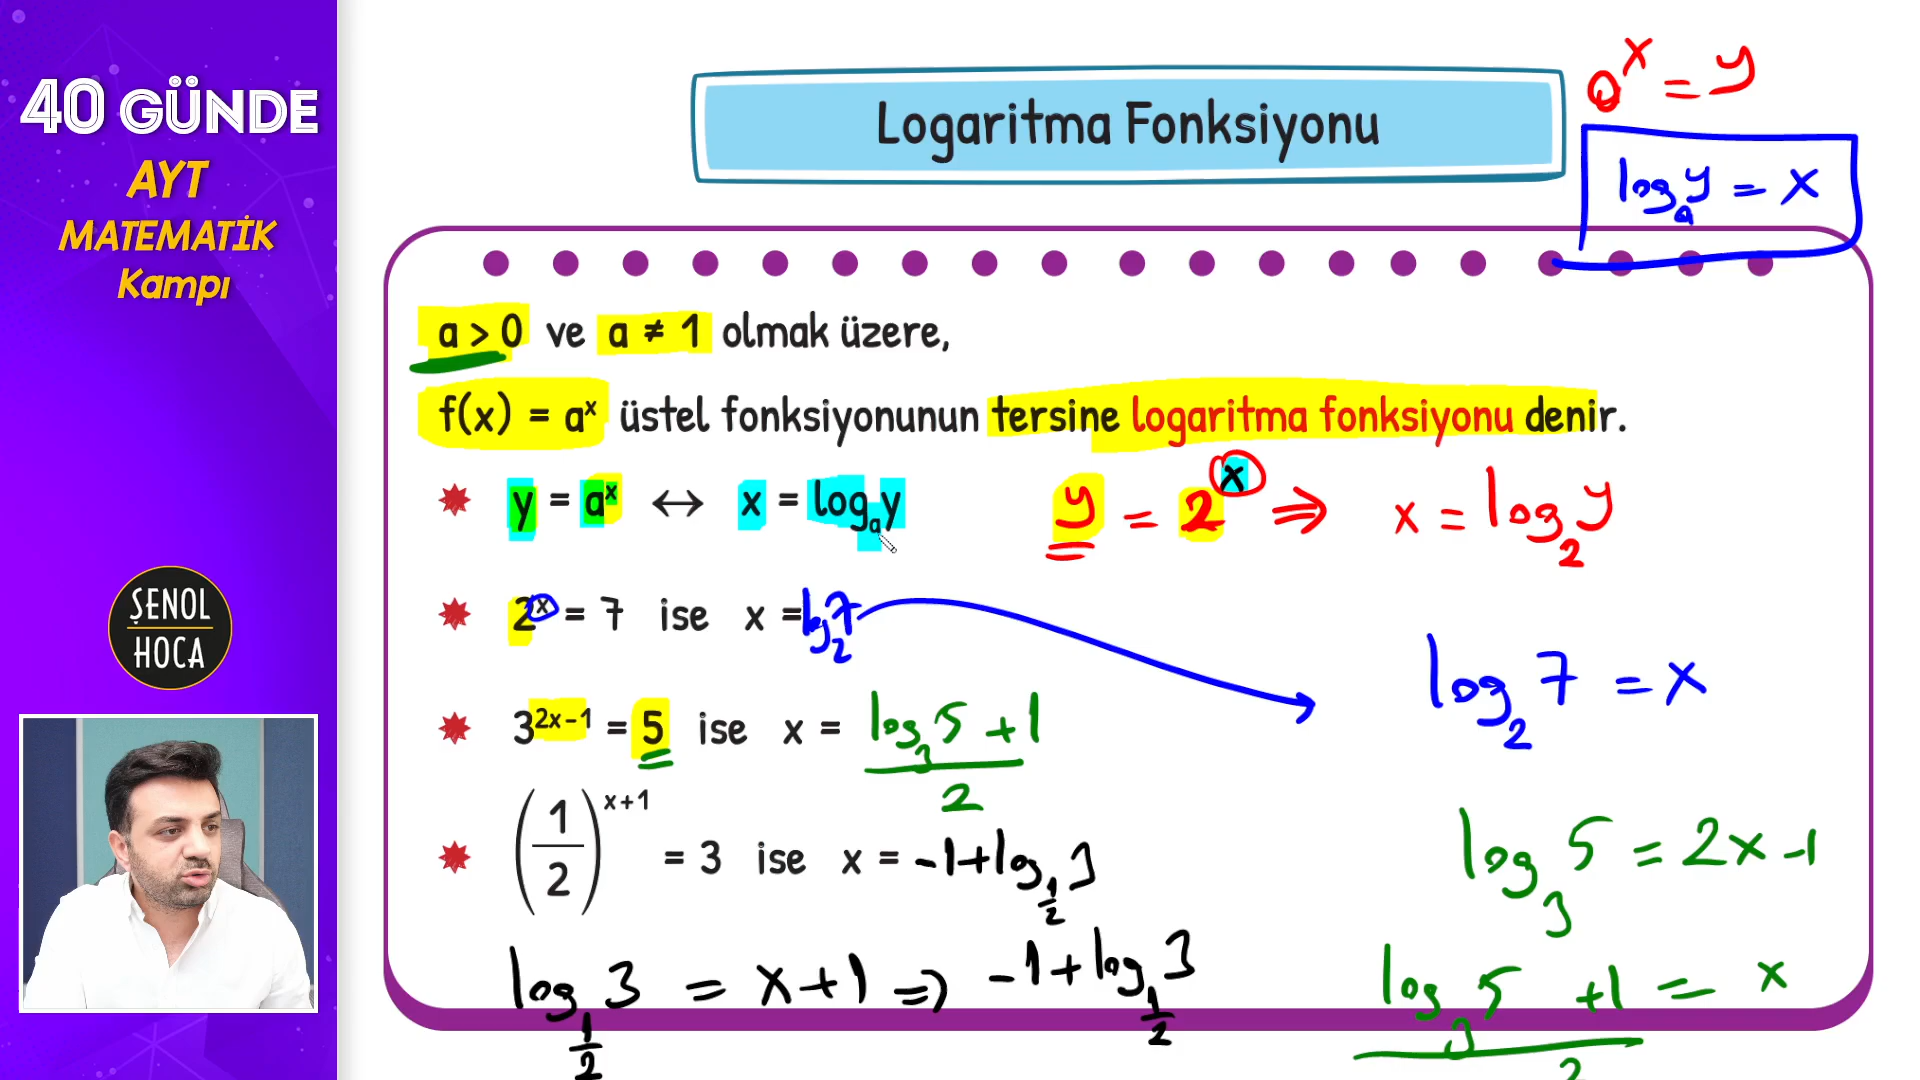 40 GÜNDE
AYT
MATEMATİK
Kampı
ŞENOL
HOCA
Logaritma Fonksiyonu
a^x = y
log_a y = x
a > 0 ve a ≠ 1 olmak üzere,
f(x) = a^x üstel fonksiyonunun tersine logaritma fonksiyonu denir.
y = a^x ↔ x = log_a y
y = 2^x ⇒ x = log_2 y
2^x = 7 ise x = log_2 7
log_2 7 = x
3^(2x-1) = 5 ise x = (log_3 5 + 1) / 2
log_3 5 = 2x - 1
(log_3 5 + 1) / 2 = x
(1/2)^(x+1) = 3 ise x = -1 + log_(1/2) 3
log_(1/2) 3 = x + 1 ⇒ -1 + log_(1/2) 3